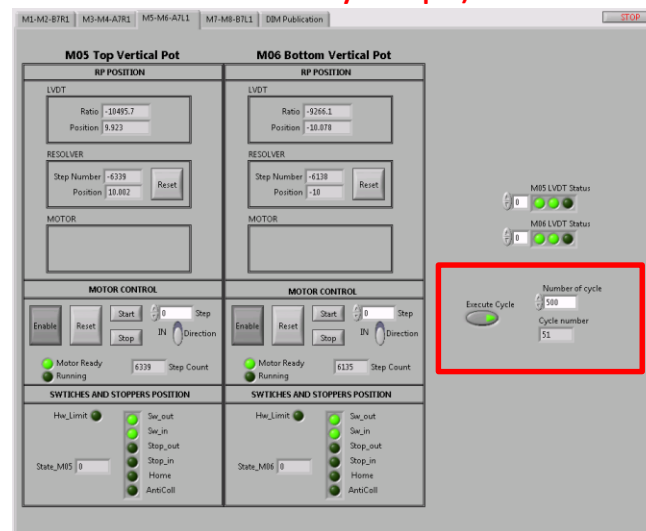 M1-M2-B7R1 M3-M4-A7R1 M5-M6-A7L1 M7-M8-B7L1 DIM Publication STOP
M05 Top Vertical Pot
RP POSITION
LVDT
Ratio -10495.7
Position 9.923
RESOLVER
Step Number -6339
Position 10.002
Reset
MOTOR
MOTOR CONTROL
Enable Reset Start 0 Step
Stop IN Direction
Motor Ready
Running
6339 Step Count
SWTICHES AND STOPPERS POSITION
Hw_Limit
Sw_out
Sw_in
Stop_out
Stop_in
Home
AntiColl
State_M05 0
M06 Bottom Vertical Pot
RP POSITION
LVDT
Ratio -9266.1
Position -10.078
RESOLVER
Step Number -6138
Position -10
Reset
MOTOR
MOTOR CONTROL
Enable Reset Start 0 Step
Stop IN Direction
Motor Ready
Running
6135 Step Count
SWTICHES AND STOPPERS POSITION
Hw_Limit
Sw_out
Sw_in
Stop_out
Stop_in
Home
AntiColl
State_M06 0
M05 LVDT Status
0
M06 LVDT Status
0
Execute Cycle
Number of cycle
500
Cycle number
51